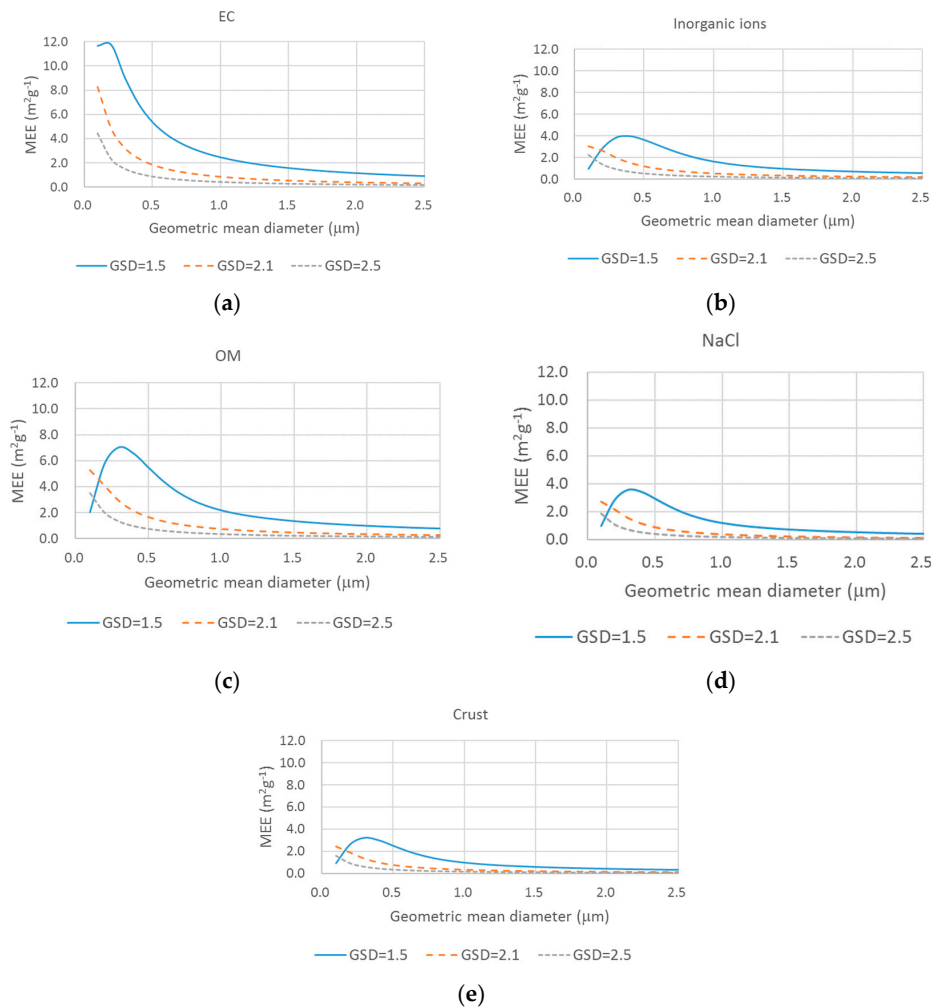 EC
12.0
10.0
8.0
6.0
4.0
2.0
0.0
MEE (m²g⁻¹)
0.0 0.5 1.0 1.5 2.0 2.5
Geometric mean diameter (μm)
GSD=1.5 GSD=2.1 GSD=2.5
(a)
Inorganic ions
12.0
10.0
8.0
6.0
4.0
2.0
0.0
MEE (m²g⁻¹)
0.0 0.5 1.0 1.5 2.0 2.5
Geometric mean diameter (μm)
GSD=1.5 GSD=2.1 GSD=2.5
(b)
OM
12.0
10.0
8.0
6.0
4.0
2.0
0.0
MEE (m²g⁻¹)
0.0 0.5 1.0 1.5 2.0 2.5
Geometric mean diameter (μm)
GSD=1.5 GSD=2.1 GSD=2.5
(c)
NaCl
12.0
10.0
8.0
6.0
4.0
2.0
0.0
MEE (m²g⁻¹)
0.0 0.5 1.0 1.5 2.0 2.5
Geometric mean diameter (μm)
GSD=1.5 GSD=2.1 GSD=2.5
(d)
Crust
12.0
10.0
8.0
6.0
4.0
2.0
0.0
MEE (m²g⁻¹)
0.0 0.5 1.0 1.5 2.0 2.5
Geometric mean diameter (μm)
GSD=1.5 GSD=2.1 GSD=2.5
(e)